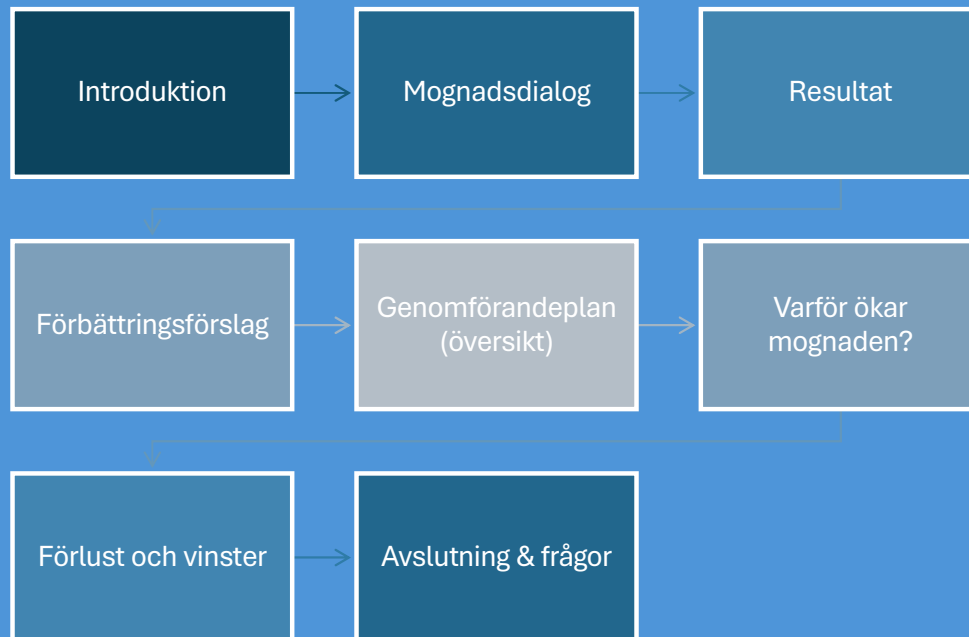 Introduktion
Mognadsdialog
Resultat
Förbättringsförslag
Genomförandeplan
(översikt)
Varför ökar
mognaden?
Förlust och vinster
Avslutning & frågor